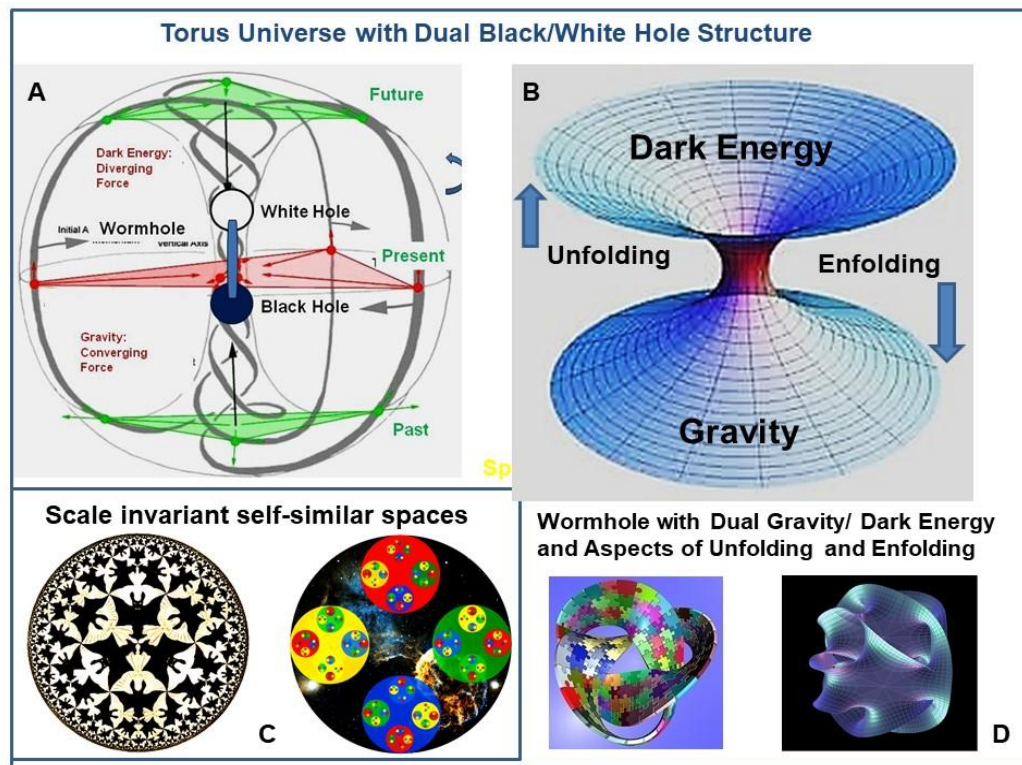 Torus Universe with Dual Black/White Hole Structure
A
Future
Dark Energy:
Diverging
Force
White Hole
Initial A
Wormhole
Vertical Axis
Present
Black Hole
Gravity:
Converging
Force
Past
Sp
B
Dark Energy
Unfolding
Enfolding
Gravity
Scale invariant self-similar spaces
C
Wormhole with Dual Gravity/ Dark Energy
and Aspects of Unfolding and Enfolding
D